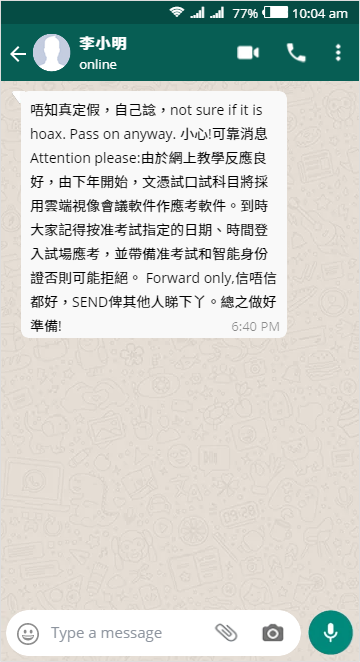 77% 10:04 am
李小明
online
唔知真定假，自己諗，not sure if it is
hoax. Pass on anyway. 小心!可靠消息
Attention please:由於網上教學反應良
好，由下年開始，文憑試口試科目將採
用雲端視像會議軟件作應考軟件。到時
大家記得按准考試指定的日期、時間登
入試場應考，並帶備准考試和智能身份
證否則可能拒絕。 Forward only,信唔信
都好，SEND俾其他人睇下丫。總之做好
準備!
6:40 PM
Type a message